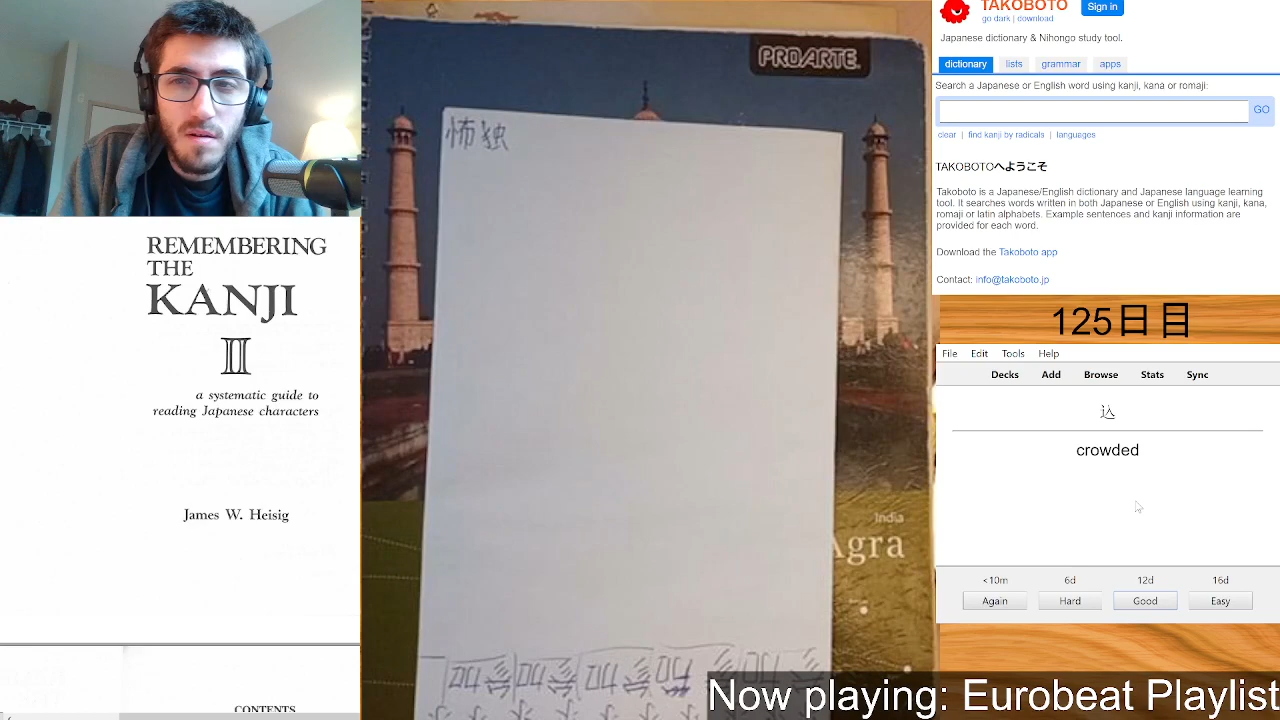 REMEMBERING
THE
KANJI
II
a systematic guide to
reading Japanese characters
James W. Heisig
CONTENTS
PROARTE
怖 独
India
Agra
TAKOBOTO
Sign in
go dark | download
Japanese dictionary & Nihongo study tool.
dictionary lists grammar apps
Search a Japanese or English word using kanji, kana or romaji:
GO
clear | find kanji by radicals | languages
TAKOBOTOへようこそ
Takoboto is a Japanese/English dictionary and Japanese language learning
tool. It searches words written in both Japanese or English using kanji, kana,
romaji or latin alphabets. Example sentences and kanji information are
provided for each word.
Download the Takoboto app
Contact: info@takoboto.jp
125日目
File Edit Tools Help
Decks Add Browse Stats Sync
込
crowded
<10m 6d 12d 16d
Again Hard Good Easy
Now playing: Eurobeat Playlist